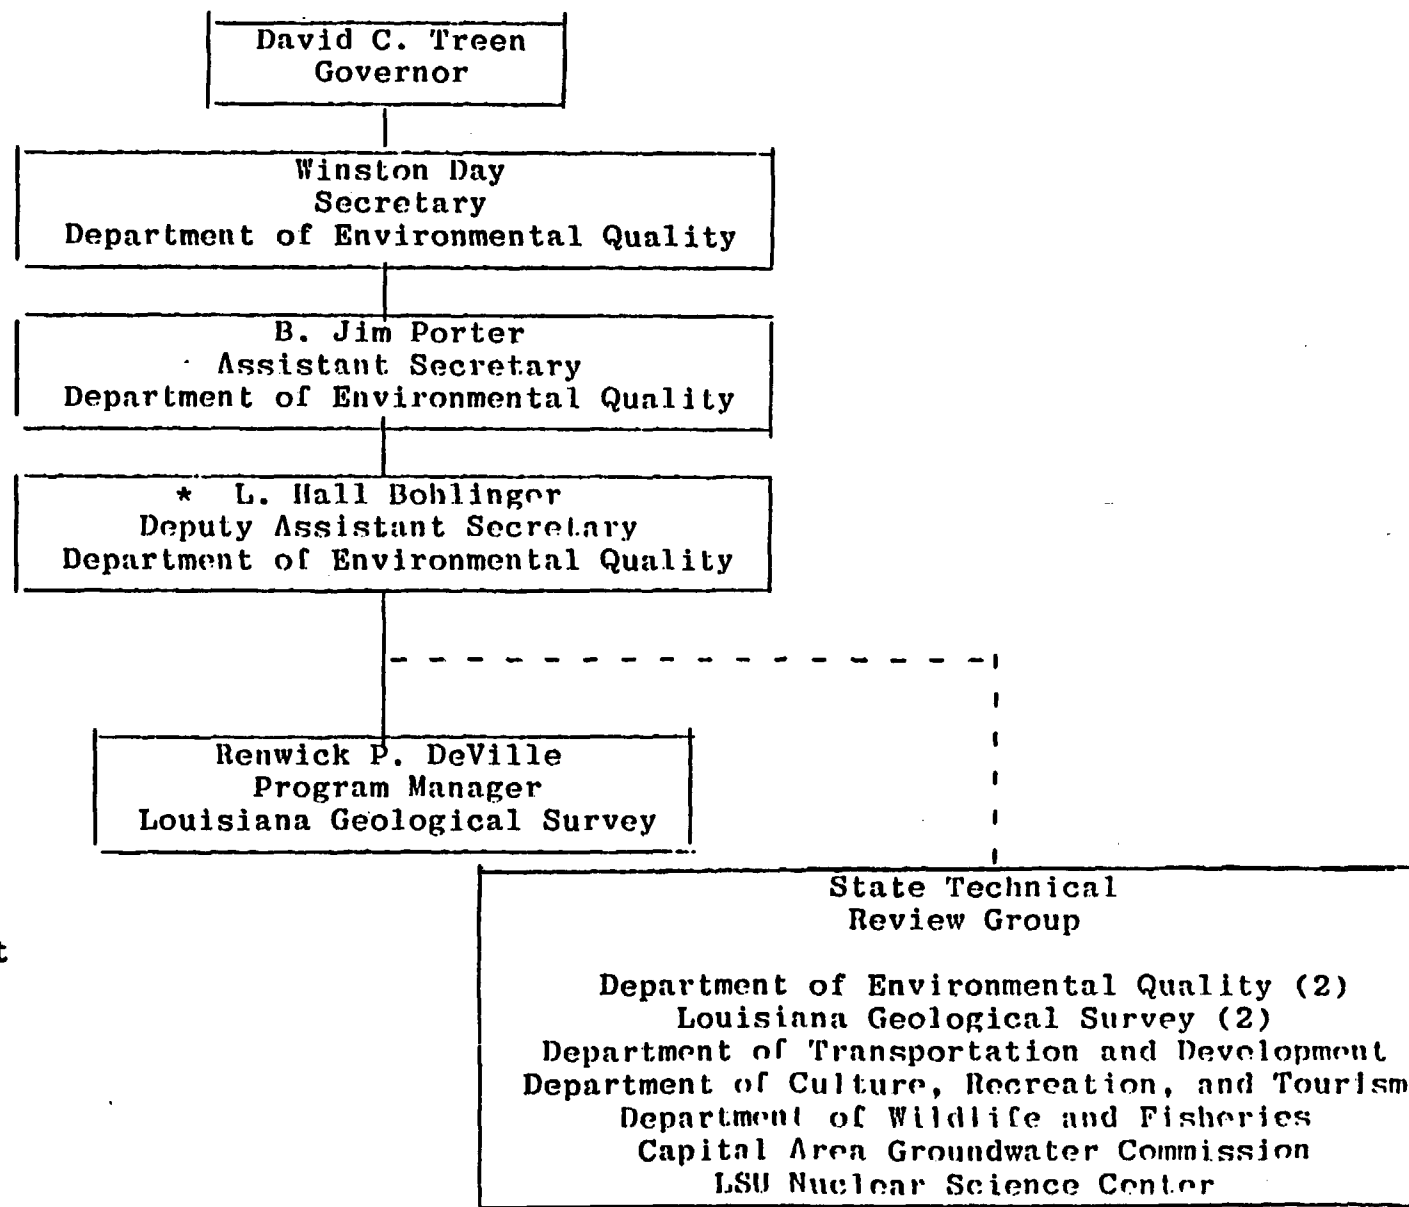 David C. Treen
Governor
Winston Day
Secretary
Department of Environmental Quality
B. Jim Porter
Assistant Secretary
Department of Environmental Quality
* L. Hall Bohlinger
Deputy Assistant Secretary
Department of Environmental Quality
Renwick P. DeVille
Program Manager
Louisiana Geological Survey
State Technical
Review Group
t
Department of Environmental Quality (2)
Louisiana Geological Survey (2)
Department of Transportation and Development
Department of Culture, Recreation, and Tourism
Department of Wildlife and Fisheries
Capital Area Groundwater Commission
LSU Nuclear Science Center